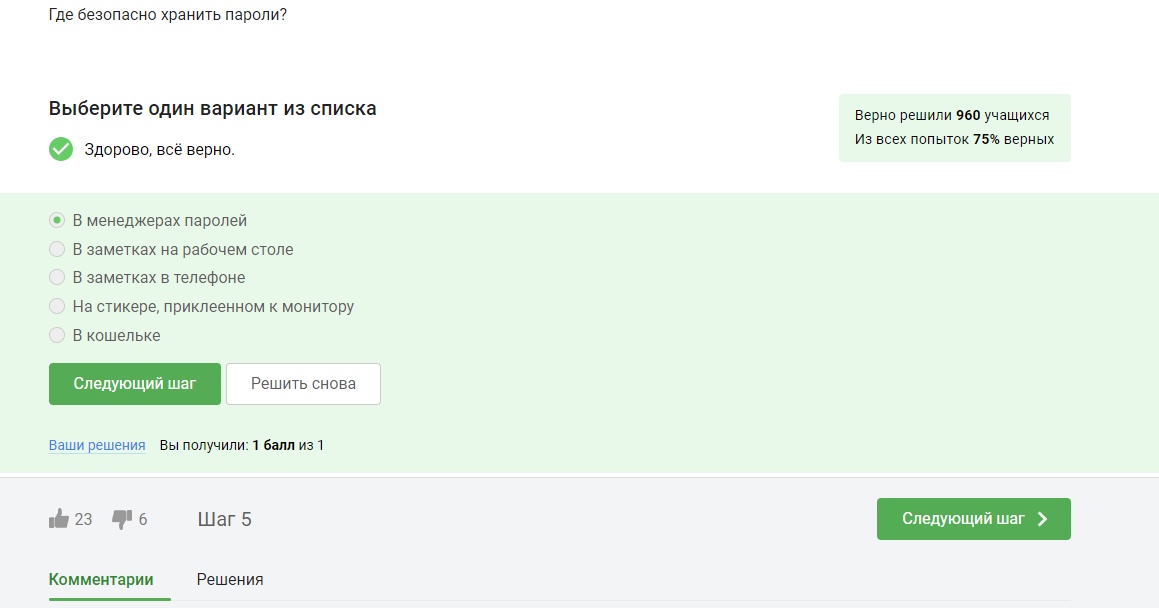 Где безопасно хранить пароли?
Выберите один вариант из списка
Верно решили 960 учащихся
Из всех попыток 75% верных
Здорово, всё верно.
В менеджерах паролей
В заметках на рабочем столе
В заметках в телефоне
На стикере, приклеенном к монитору
В кошельке
Следующий шаг
Решить снова
Ваши решения Вы получили: 1 балл из 1
23 6 Шаг 5
Следующий шаг
Комментарии Решения